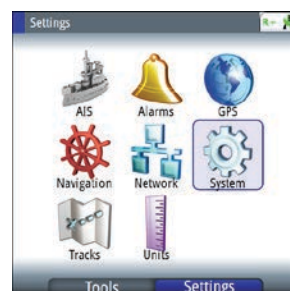 Settings
AIS
Alarms
GPS
Navigation
Network
System
Tracks
Units
Tools
Settings